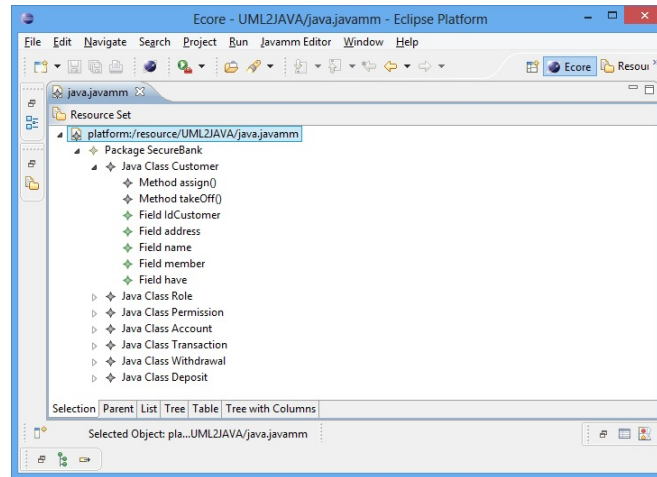 Ecore - UML2JAVA/java.javamm - Eclipse Platform
File Edit Navigate Search Project Run Javamm Editor Window Help
Ecore Resour
java.javamm
Resource Set
platform:/resource/UML2JAVA/java.javamm
Package SecureBank
Java Class Customer
Method assign()
Method takeOff()
Field IdCustomer
Field address
Field name
Field member
Field have
Java Class Role
Java Class Permission
Java Class Account
Java Class Transaction
Java Class Withdrawal
Java Class Deposit
Selection Parent List Tree Table Tree with Columns
Selected Object: pla...UML2JAVA/java.javamm